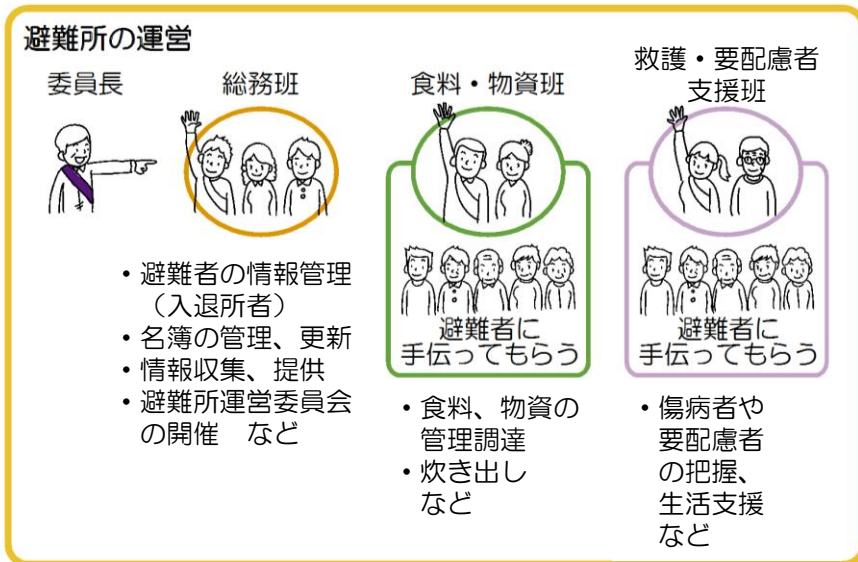 避難所の運営
委員長
総務班
食料・物資班
救護・要配慮者
支援班
・避難者の情報管理
（入退所者）
・名簿の管理、更新
・情報収集、提供
・避難所運営委員会
の開催　など
避難者に
手伝ってもらう
・食料、物資の
管理調達
・炊き出し
など
避難者に
手伝ってもらう
・傷病者や
要配慮者
の把握、
生活支援
など